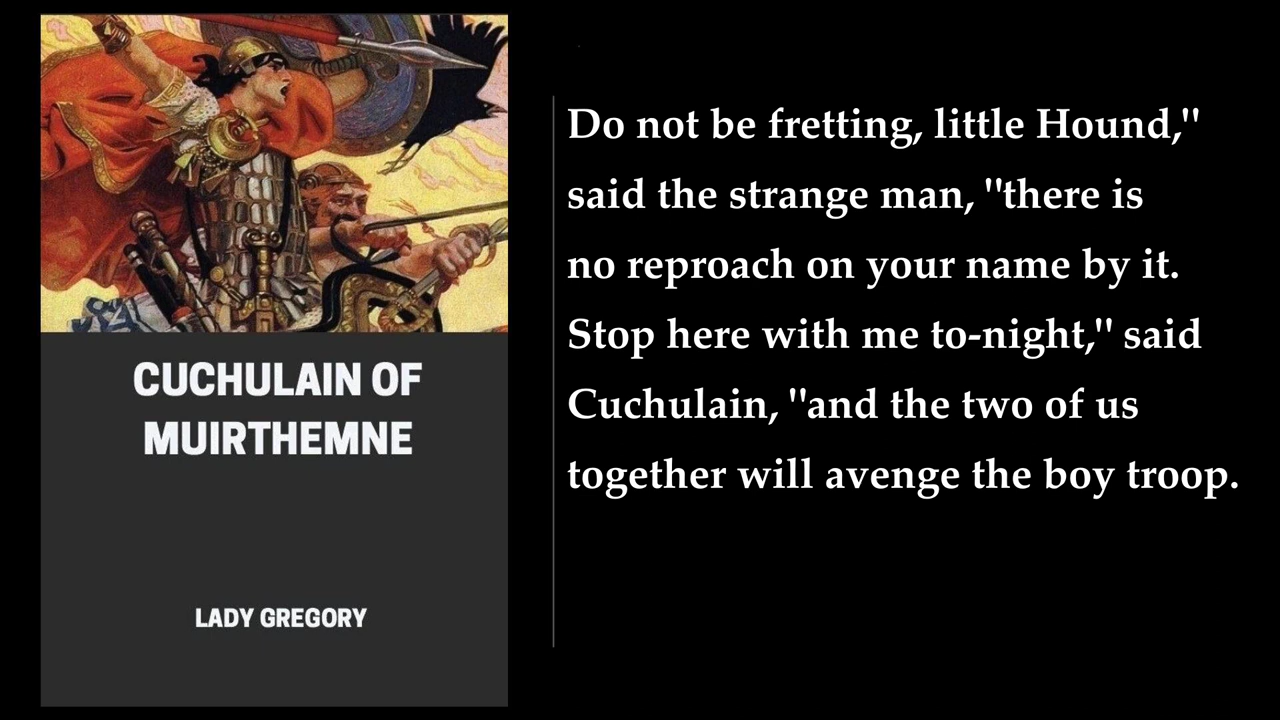 CUCHULAIN OF
MUIRTHEMNE
LADY GREGORY
Do not be fretting, little Hound,"
said the strange man, "there is
no reproach on your name by it.
Stop here with me to-night," said
Cuchulain, "and the two of us
together will avenge the boy troop.